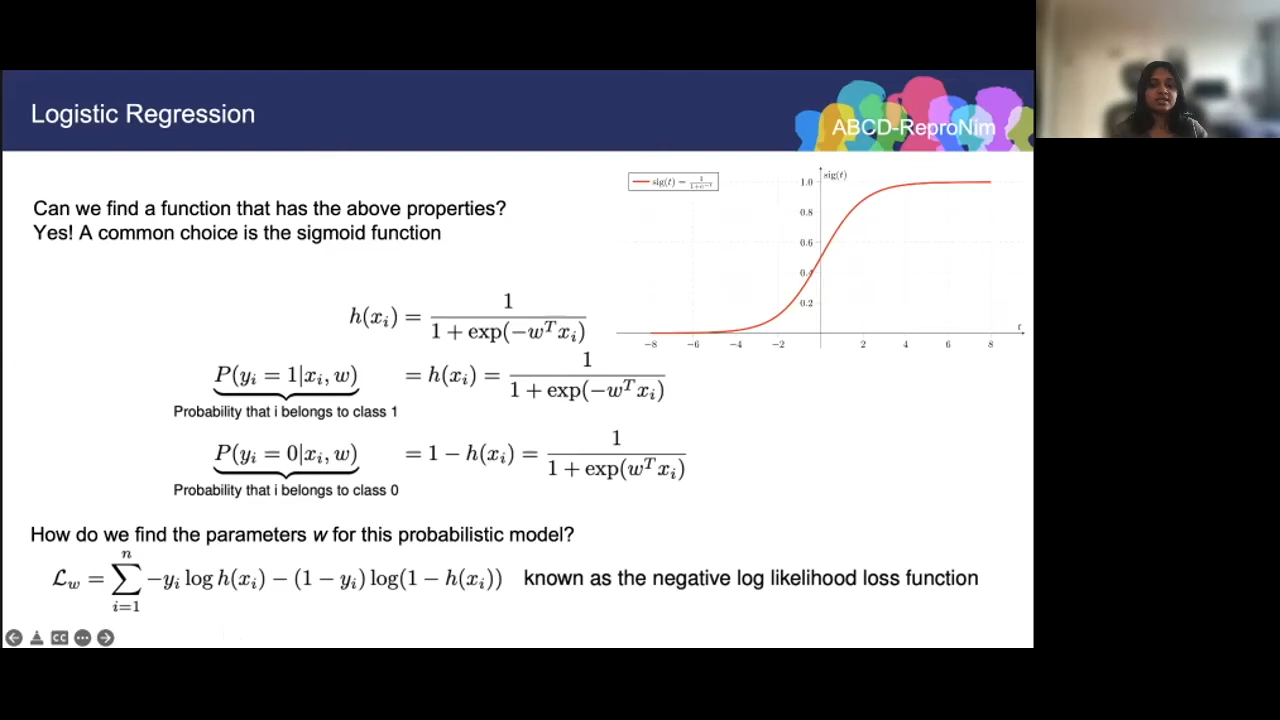 Logistic Regression
ABCD-ReproNim
Can we find a function that has the above properties?
Yes! A common choice is the sigmoid function
sig(t) = 1/(1+e^{-t})
sig(t)
1.0
0.8
0.6
0.4
0.2
−8 −6 −4 −2 2 4 6 8
t
h(x_i) = 1/(1 + exp(−w^T x_i))
P(y_i = 1|x_i, w) = h(x_i) = 1/(1 + exp(−w^T x_i))
Probability that i belongs to class 1
P(y_i = 0|x_i, w) = 1 − h(x_i) = 1/(1 + exp(w^T x_i))
Probability that i belongs to class 0
How do we find the parameters w for this probabilistic model?
ℒ_w = ∑_{i=1}^{n} −y_i log h(x_i) − (1 − y_i) log(1 − h(x_i)) known as the negative log likelihood loss function
CC